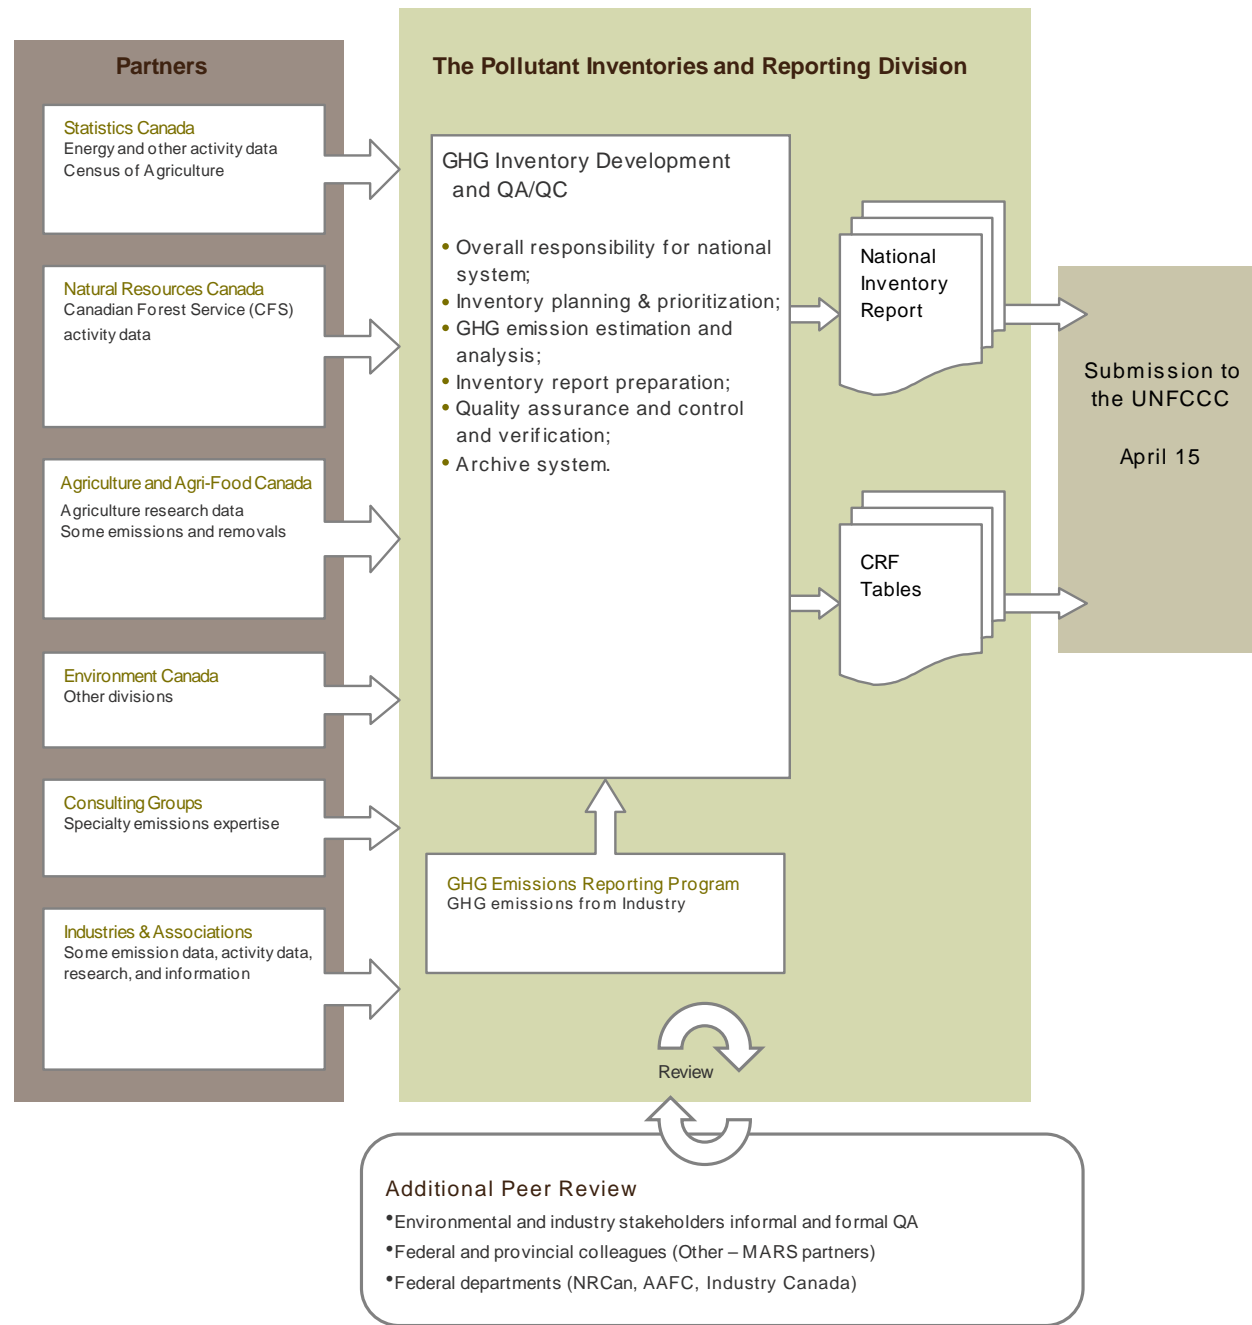 Partners
Statistics Canada
Energy and other activity data
Census of Agriculture
Natural Resources Canada
Canadian Forest Service (CFS)
activity data
Agriculture and Agri-Food Canada
Agriculture research data
Some emissions and removals
Environment Canada
Other divisions
Consulting Groups
Specialty emissions expertise
Industries & Associations
Some emission data, activity data,
research, and information
The Pollutant Inventories and Reporting Division
GHG Inventory Development
and QA/QC
• Overall responsibility for national
system;
• Inventory planning & prioritization;
• GHG emission estimation and
analysis;
• Inventory report preparation;
• Quality assurance and control
and verification;
• Archive system.
GHG Emissions Reporting Program
GHG emissions from Industry
National
Inventory
Report
CRF
Tables
Submission to
the UNFCCC
April 15
Review
Additional Peer Review
•Environmental and industry stakeholders informal and formal QA
•Federal and provincial colleagues (Other – MARS partners)
•Federal departments (NRCan, AAFC, Industry Canada)